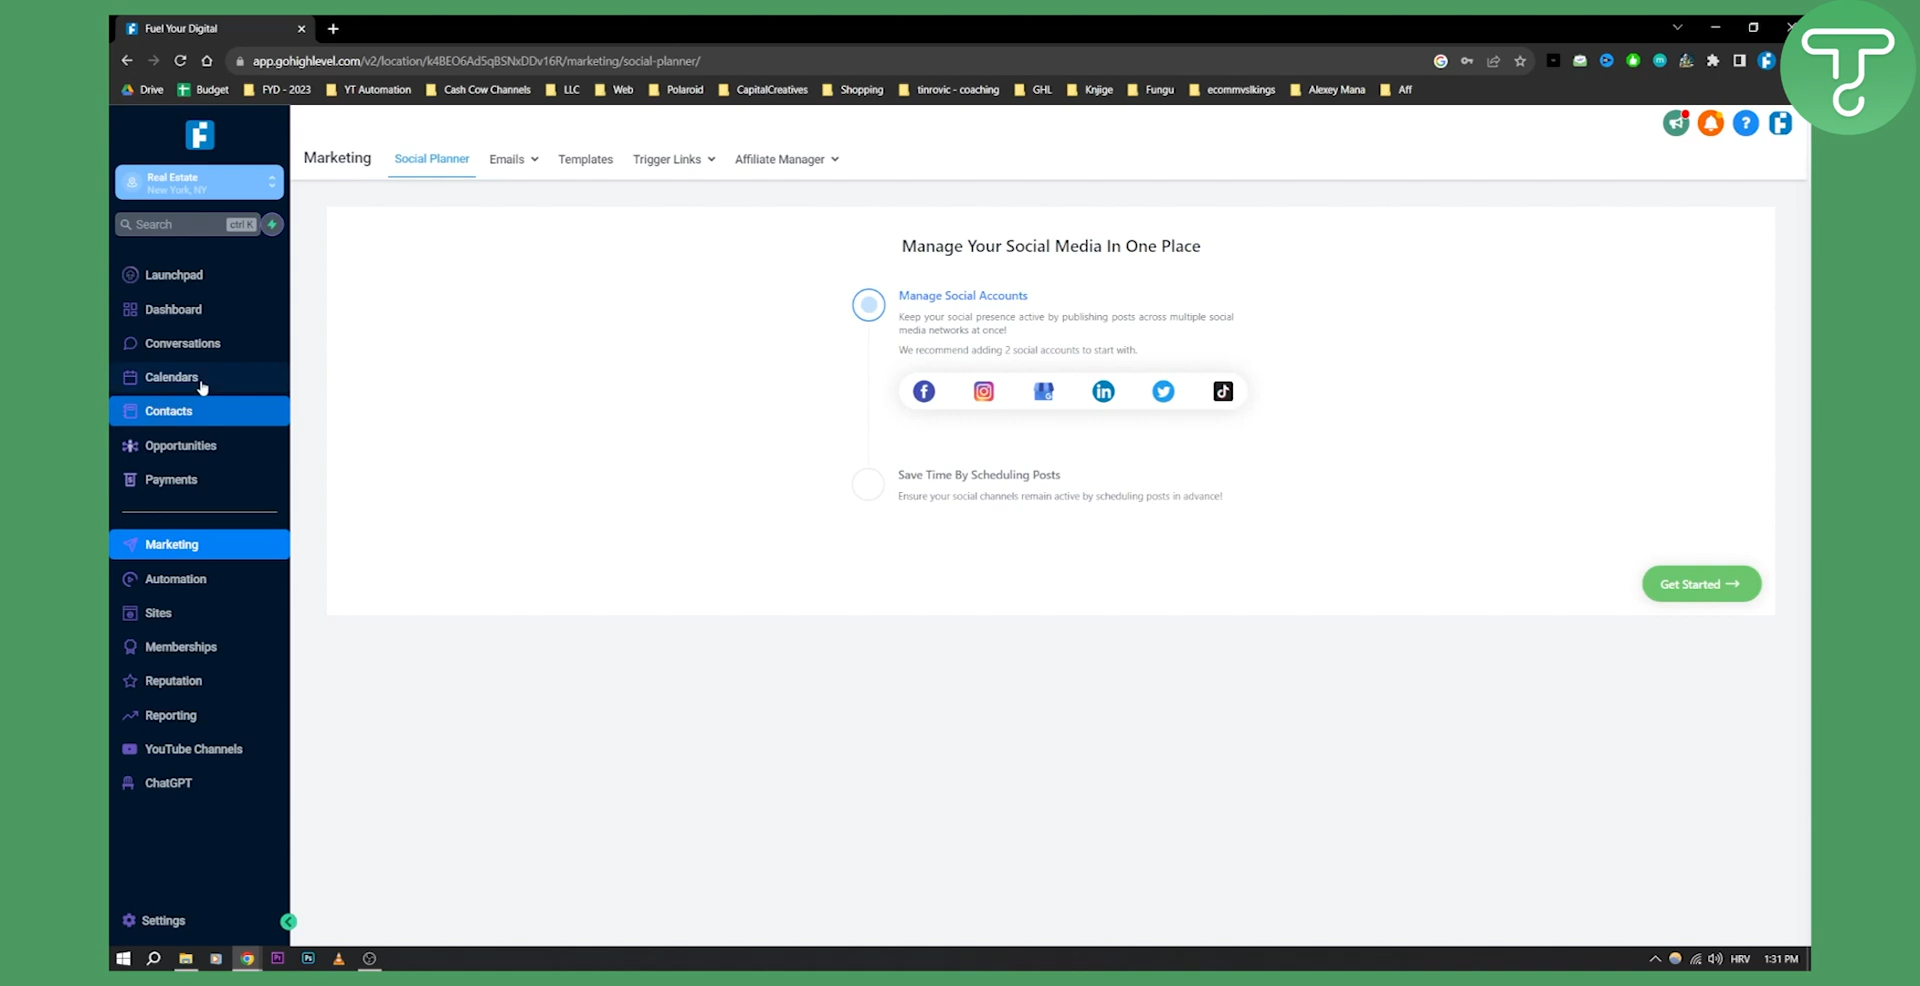 Fuel Your Digital
app.gohighlevel.com/v2/location/k4BEO6Ad5qBSNxDDv16R/marketing/social-planner/
Drive Budget FYD - 2023 YT Automation Cash Cow Channels LLC Web Polaroid CapitalCreatives Shopping tinrovic - coaching GHL Knjige Fungu ecommvslkings Alexey Mana Aff
Real Estate
New York, NY
Search ctrl K
Launchpad
Dashboard
Conversations
Calendars
Contacts
Opportunities
Payments
Marketing
Automation
Sites
Memberships
Reputation
Reporting
YouTube Channels
ChatGPT
Settings
Marketing Social Planner Emails Templates Trigger Links Affiliate Manager
Manage Your Social Media In One Place
Manage Social Accounts
Keep your social presence active by publishing posts across multiple social
media networks at once!
We recommend adding 2 social accounts to start with.
Save Time By Scheduling Posts
Ensure your social channels remain active by scheduling posts in advance!
Get Started
HRV 1:31 PM